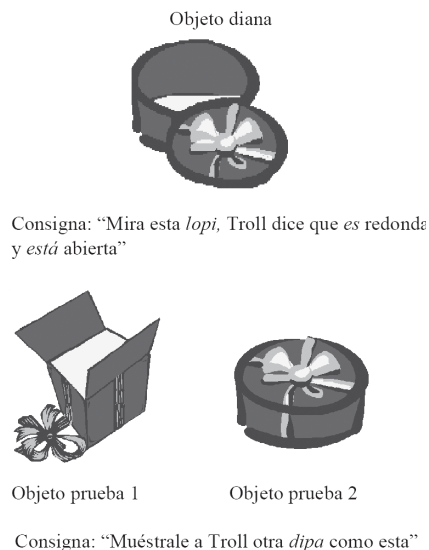 Objeto diana
Consigna: “Mira esta lopi, Troll dice que es redonda
y está abierta”
Objeto prueba 1
Objeto prueba 2
Consigna: “Muéstrale a Troll otra dipa como esta”